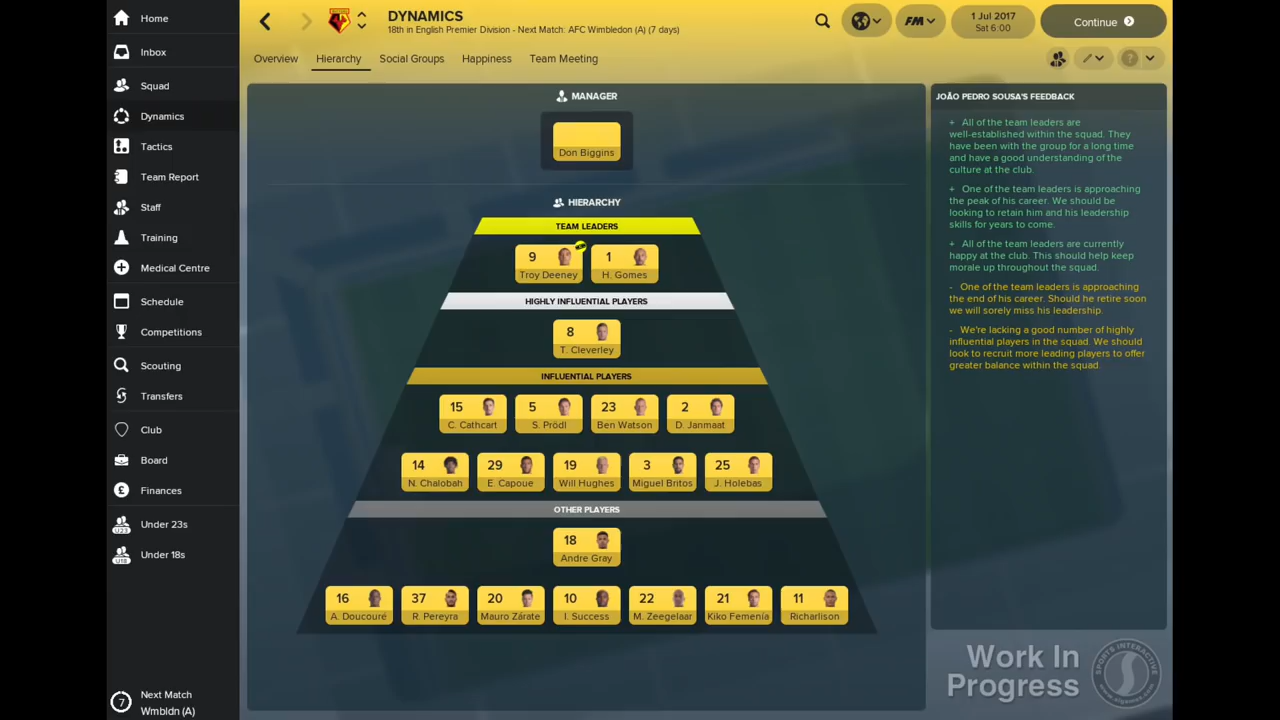 Home
Inbox
Squad
Dynamics
Tactics
Team Report
Staff
Training
Medical Centre
Schedule
Competitions
Scouting
Transfers
Club
Board
£ Finances
U23 Under 23s
U18 Under 18s
7 Next Match
Wmbldn (A)
DYNAMICS
18th in English Premier Division - Next Match: AFC Wimbledon (A) (7 days)
FM
1 Jul 2017
Sat 6:00
Continue
Overview Hierarchy Social Groups Happiness Team Meeting
?
MANAGER
Don Biggins
HIERARCHY
TEAM LEADERS
9 1
Troy Deeney H. Gomes
HIGHLY INFLUENTIAL PLAYERS
8
T. Cleverley
INFLUENTIAL PLAYERS
15 5 23 2
C. Cathcart S. Prödl Ben Watson D. Janmaat
14 29 19 3 25
N. Chalobah E. Capoue Will Hughes Miguel Britos J. Holebas
OTHER PLAYERS
18
Andre Gray
16 37 20 10 22 21 11
A. Doucouré R. Pereyra Mauro Zárate I. Success M. Zeegelaar Kiko Femenía Richarlison
JOÃO PEDRO SOUSA'S FEEDBACK
+ All of the team leaders are
well-established within the squad. They
have been with the group for a long time
and have a good understanding of the
culture at the club.
+ One of the team leaders is approaching
the peak of his career. We should be
looking to retain him and his leadership
skills for years to come.
+ All of the team leaders are currently
happy at the club. This should help keep
morale up throughout the squad.
- One of the team leaders is approaching
the end of his career. Should he retire soon
we will sorely miss his leadership.
- We're lacking a good number of highly
influential players in the squad. We should
look to recruit more leading players to offer
greater balance within the squad.
Work In
Progress
SPORTS INTERACTIVE